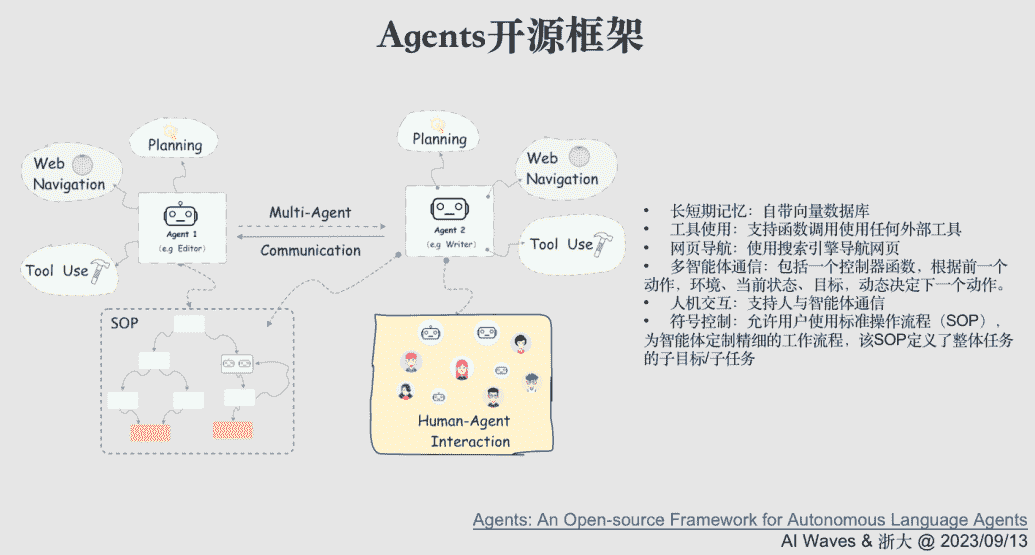 Agents开源框架
Planning
Web
Navigation
Agent 1
(e.g Editor)
Tool Use
Multi-Agent
Communication
Planning
Web
Navigation
Agent 2
(e.g Writer)
Tool Use
SOP
Human-Agent
Interaction
• 长短期记忆：自带向量数据库
• 工具使用：支持函数调用使用任何外部工具
• 网页导航：使用搜索引擎导航网页
• 多智能体通信：包括一个控制器函数，根据前一个
动作，环境、当前状态、目标，动态决定下一个动作。
• 人机交互：支持人与智能体通信
• 符号控制：允许用户使用标准操作流程（SOP），
为智能体定制精细的工作流程，该SOP定义了整体任务
的子目标/子任务
Agents: An Open-source Framework for Autonomous Language Agents
AI Waves & 浙大 @ 2023/09/13